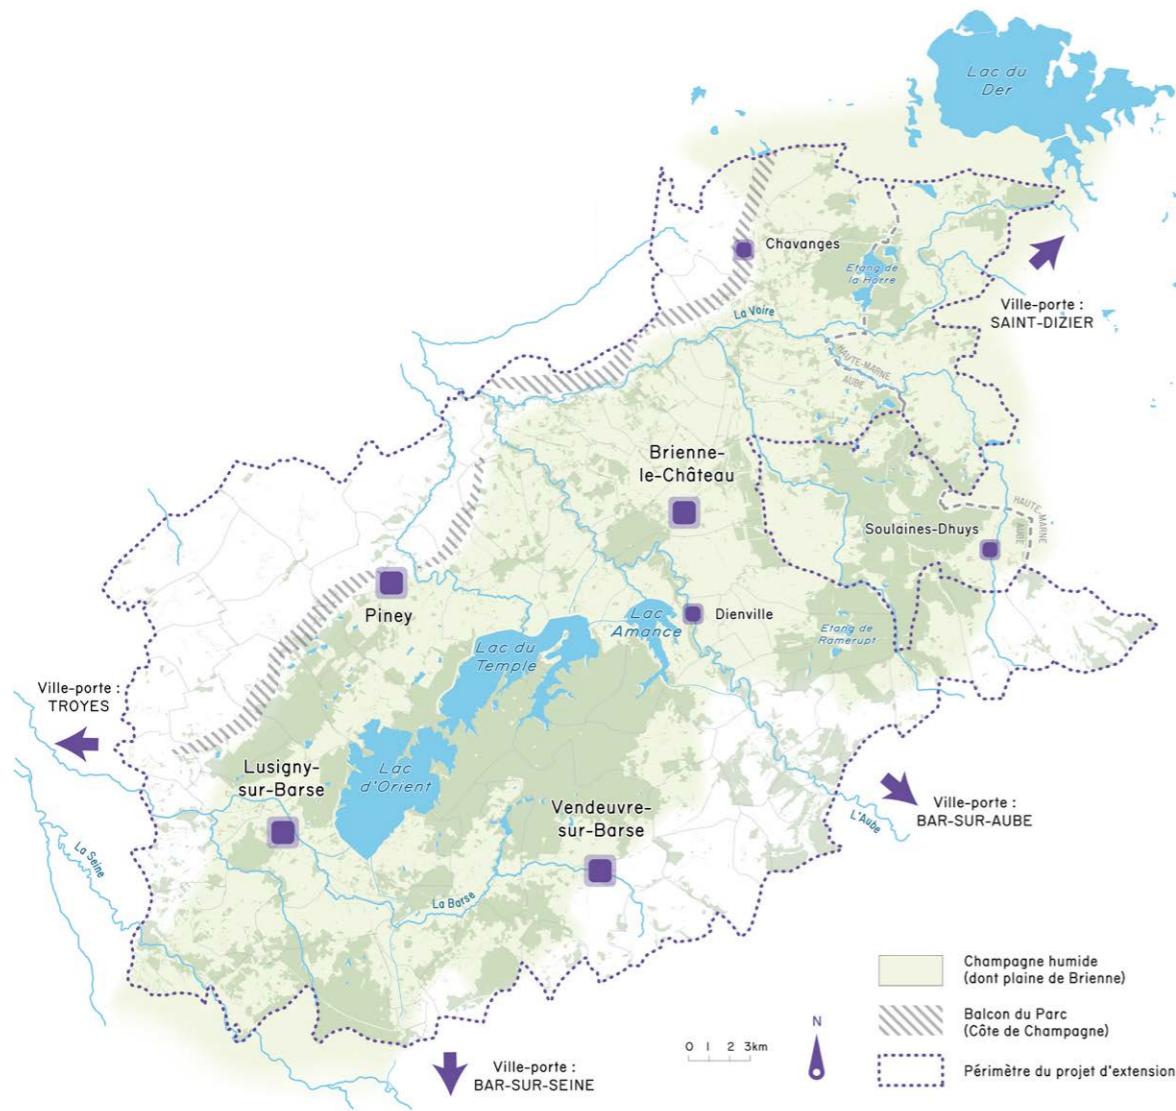 Lac du
Der
Chavanges
Etang de
la Horre
Ville-porte :
SAINT-DIZIER
La Voire
HAUTE-MARNE
AUBE
Brienne-
le-Château
Soulaines-Dhuys
HAUTE-MARNE
AUBE
Piney
Lac
Amance
Dienville
Etang de
Ramerupt
Lac du
Temple
Ville-porte :
TROYES
Lusigny-
sur-Barse
Lac
d'Orient
Vendeuvre-
sur-Barse
Ville-porte :
BAR-SUR-AUBE
L'Aube
La Seine
La Barse
Champagne humide
(dont plaine de Brienne)
Balcon du Parc
(Côte de Champagne)
N
0 1 2 3km
Ville-porte :
BAR-SUR-SEINE
Périmètre du projet d'extension